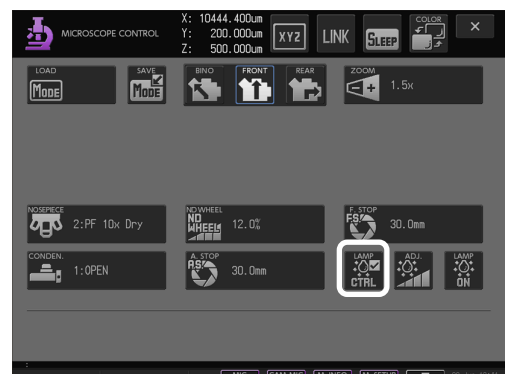 MICROSCOPE CONTROL
X: 10444.400um
Y: 200.000um
Z: 500.000um
XYZ
LINK
SLEEP
COLOR
×
LOAD
MODE
SAVE
MODE
BINO
FRONT
REAR
ZOOM
- +
1.5x
NOSEPIECE
2:PF 10x Dry
ND WHEEL
ND
WHEEL
12.0%
F. STOP
F.S
30.0mm
CONDEN.
1:OPEN
A. STOP
A.S
30.0mm
LAMP
CTRL
ADJ.
LAMP
ON